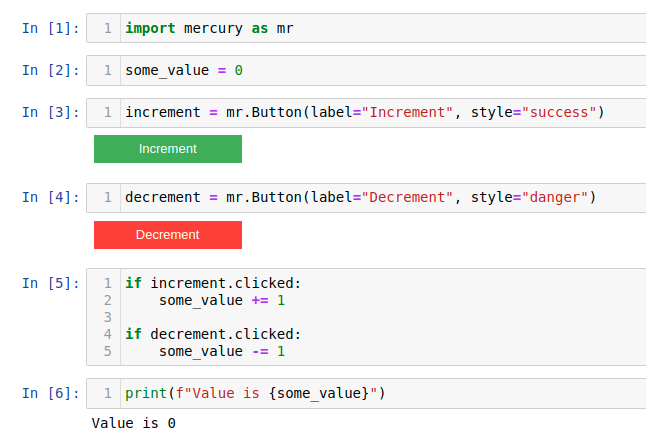 In [1]: 1 import mercury as mr
In [2]: 1 some_value = 0
In [3]: 1 increment = mr.Button(label="Increment", style="success")
Increment
In [4]: 1 decrement = mr.Button(label="Decrement", style="danger")
Decrement
In [5]: 1 if increment.clicked:
2     some_value += 1
3
4 if decrement.clicked:
5     some_value -= 1
In [6]: 1 print(f"Value is {some_value}")
Value is 0